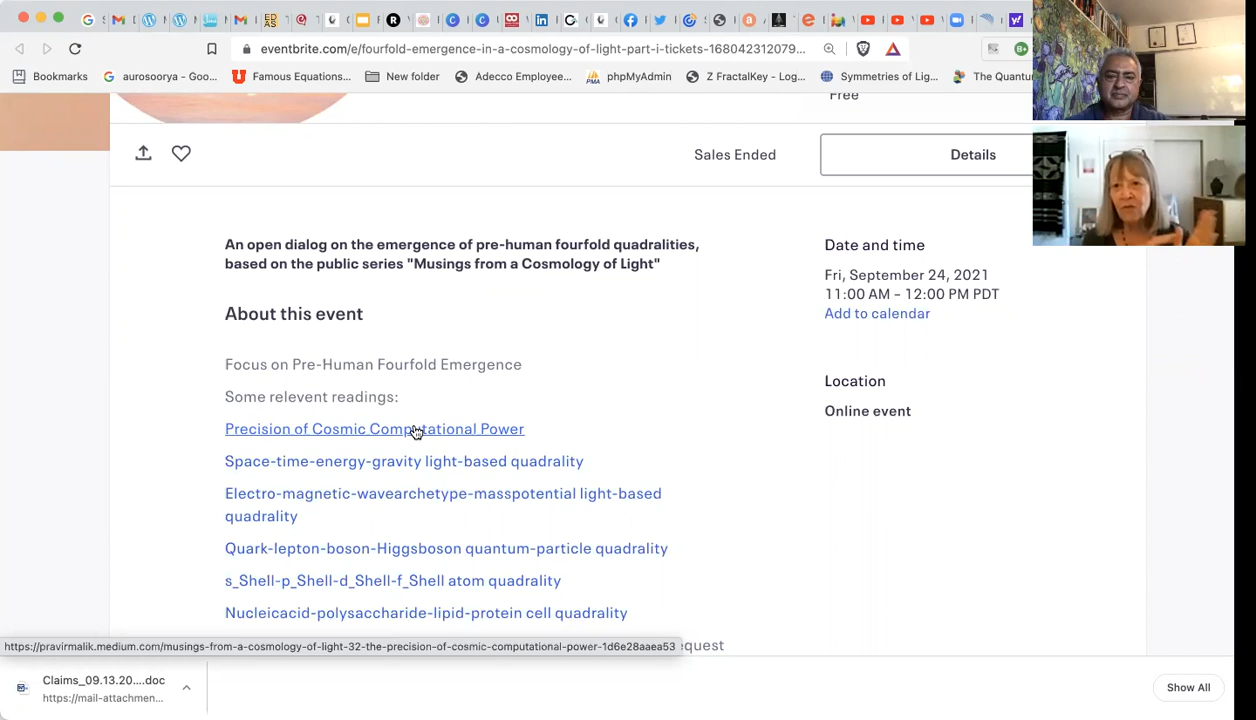 eventbrite.com/e/fourfold-emergence-in-a-cosmology-of-light-part-i-tickets-168042312079...
Bookmarks
aurosoorya - Goo...
Famous Equations...
New folder
Adecco Employee...
phpMyAdmin
Z FractalKey - Log...
Symmetries of Lig...
The Quantu
Free
Sales Ended
Details
An open dialog on the emergence of pre-human fourfold quadralities,
based on the public series "Musings from a Cosmology of Light"
Date and time
Fri, September 24, 2021
11:00 AM – 12:00 PM PDT
Add to calendar
About this event
Focus on Pre-Human Fourfold Emergence
Location
Some relevent readings:
Online event
Precision of Cosmic Computational Power
Space-time-energy-gravity light-based quadrality
Electro-magnetic-wavearchetype-masspotential light-based
quadrality
Quark-lepton-boson-Higgsboson quantum-particle quadrality
s_Shell-p_Shell-d_Shell-f_Shell atom quadrality
Nucleicacid-polysaccharide-lipid-protein cell quadrality
https://pravirmalik.medium.com/musings-from-a-cosmology-of-light-32-the-precision-of-cosmic-computational-power-1d6e28aaea53
equest
Claims_09.13.20....doc
https://mail-attachmen...
Show All